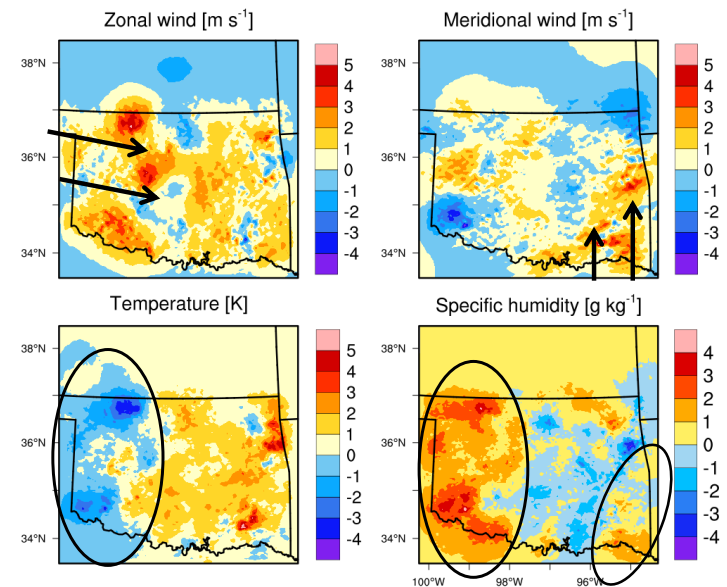 Zonal wind [m s-1]
Meridional wind [m s-1]
38°N
36°N
34°N
5
4
3
2
1
0
-1
-2
-3
-4
38°N
36°N
34°N
5
4
3
2
1
0
-1
-2
-3
-4
Temperature [K]
Specific humidity [g kg-1]
38°N
36°N
34°N
5
4
3
2
1
0
-1
-2
-3
-4
38°N
36°N
34°N
4
3
2
1
0
-1
-2
-3
-4
100°W
98°W
96°W